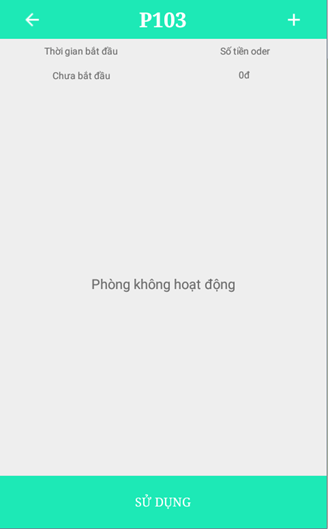 P103
Thời gian bắt đầu
Số tiền oder
Chưa bắt đầu
0đ
Phòng không hoạt động
SỬ DỤNG